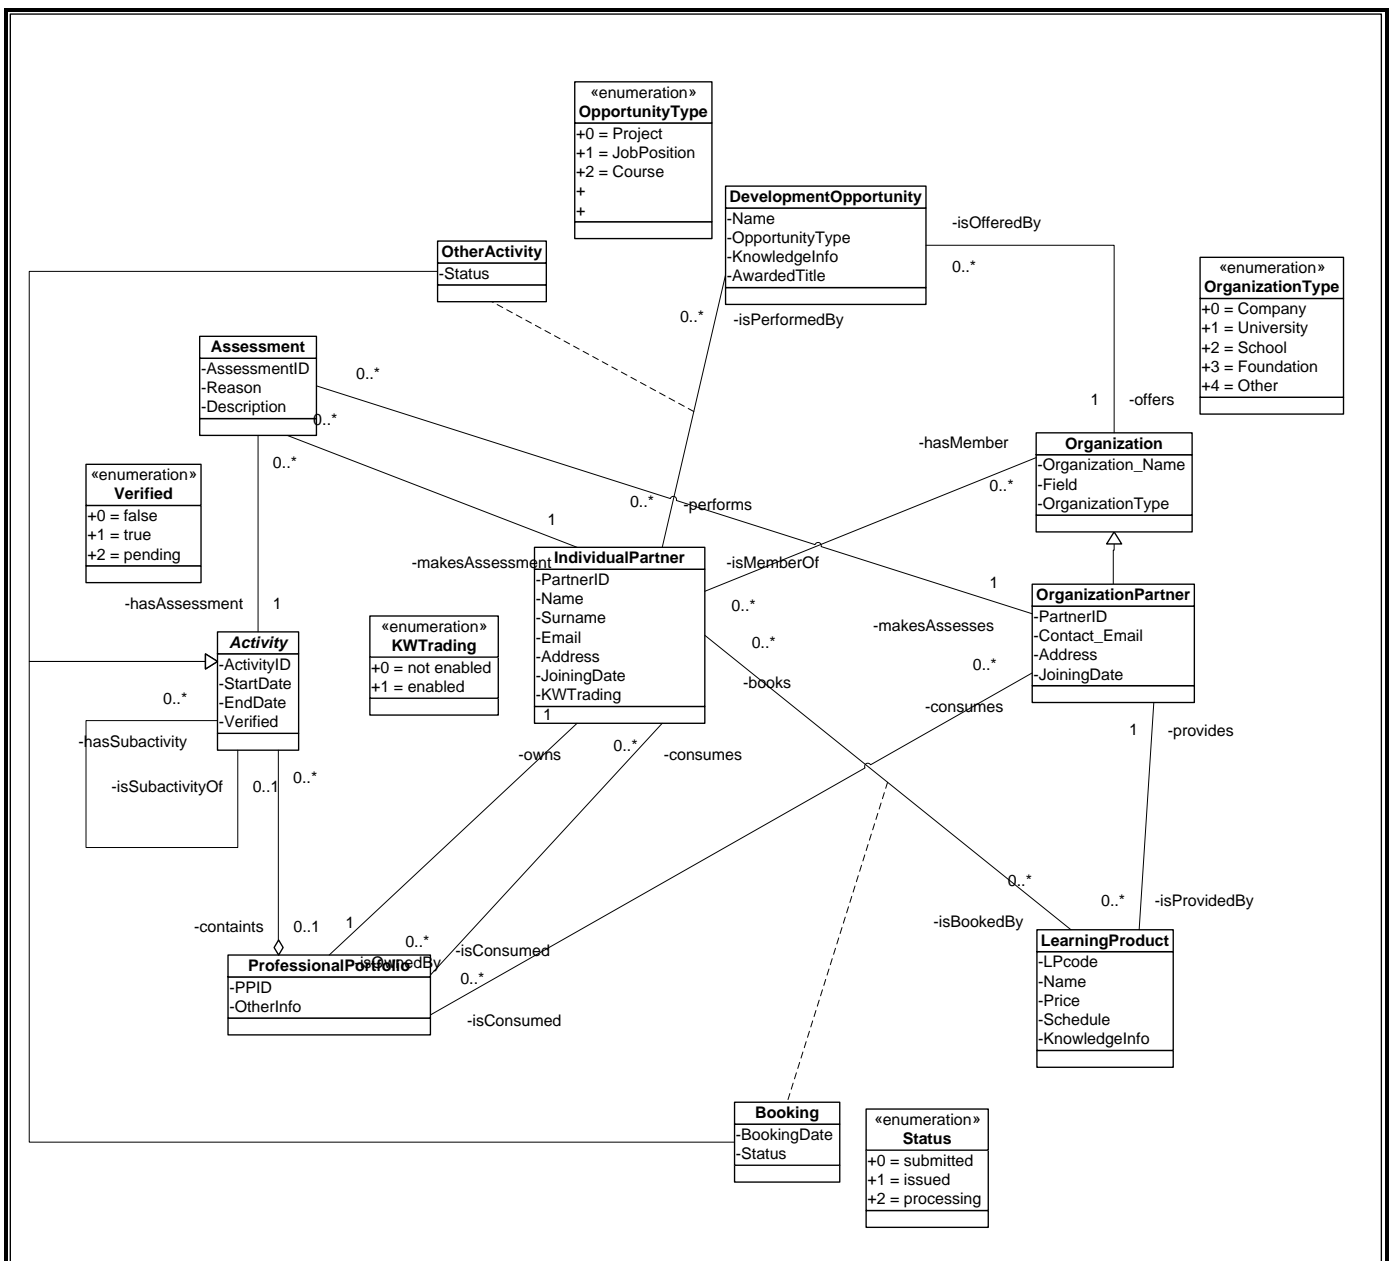 «enumeration»
OpportunityType
+0 = Project
+1 = JobPosition
+2 = Course
+
+
DevelopmentOpportunity
-Name
-OpportunityType
-KnowledgeInfo
-AwardedTitle
-isOfferedBy
0..*
OtherActivity
-Status
«enumeration»
OrganizationType
+0 = Company
+1 = University
+2 = School
+3 = Foundation
+4 = Other
0..*
-isPerformedBy
Assessment
-AssessmentID
-Reason
-Description
0..*
0..*
0..*
1
-offers
Organization
-Organization_Name
-Field
-OrganizationType
-hasMember
0..*
«enumeration»
Verified
+0 = false
+1 = true
+2 = pending
0..*
-performs
1
-makesAssessment
IndividualPartner
-PartnerID
-Name
-Surname
-Email
-Address
-JoiningDate
-KWTrading
1
-isMemberOf
0..*
0..*
1
-makesAssesses
OrganizationPartner
-PartnerID
-Contact_Email
-Address
-JoiningDate
-hasAssessment
1
«enumeration»
KWTrading
+0 = not enabled
+1 = enabled
Activity
-ActivityID
-StartDate
-EndDate
-Verified
0..*
-hasSubactivity
-isSubactivityOf
0..1
0..*
-books
0..*
-consumes
-owns
0..*
-consumes
1
-provides
-containts
0..1
1
0..*
-isOwnedBy
-isConsumed
0..*
-isConsumed
ProfessionalPortfolio
-PPID
-OtherInfo
0..*
-isBookedBy
0..*
-isProvidedBy
LearningProduct
-LPcode
-Name
-Price
-Schedule
-KnowledgeInfo
Booking
-BookingDate
-Status
«enumeration»
Status
+0 = submitted
+1 = issued
+2 = processing